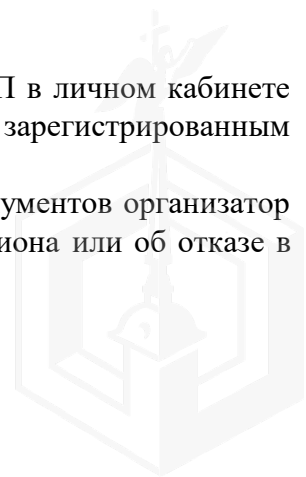 П в личном кабинете
зарегистрированным
ументов организатор
иона или об отказе в